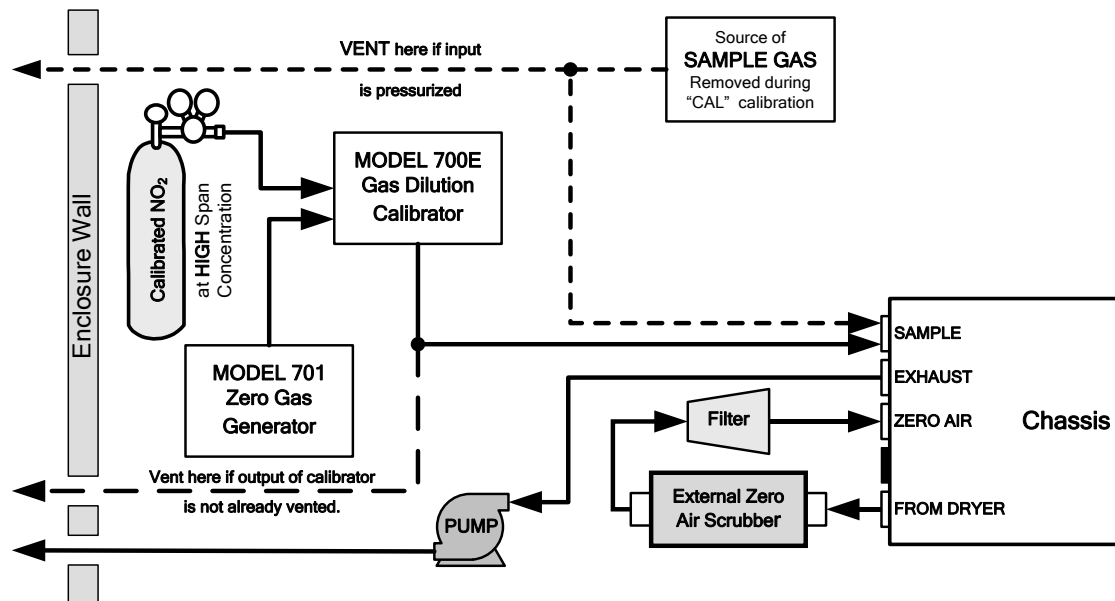 VENT here if input
is pressurized
Source of
SAMPLE GAS
Removed during
“CAL” calibration
Enclosure Wall
Calibrated NO₂
at HIGH Span
Concentration
MODEL 700E
Gas Dilution
Calibrator
MODEL 701
Zero Gas
Generator
Vent here if output of calibrator
is not already vented.
PUMP
Filter
External Zero
Air Scrubber
SAMPLE
EXHAUST
ZERO AIR
FROM DRYER
Chassis